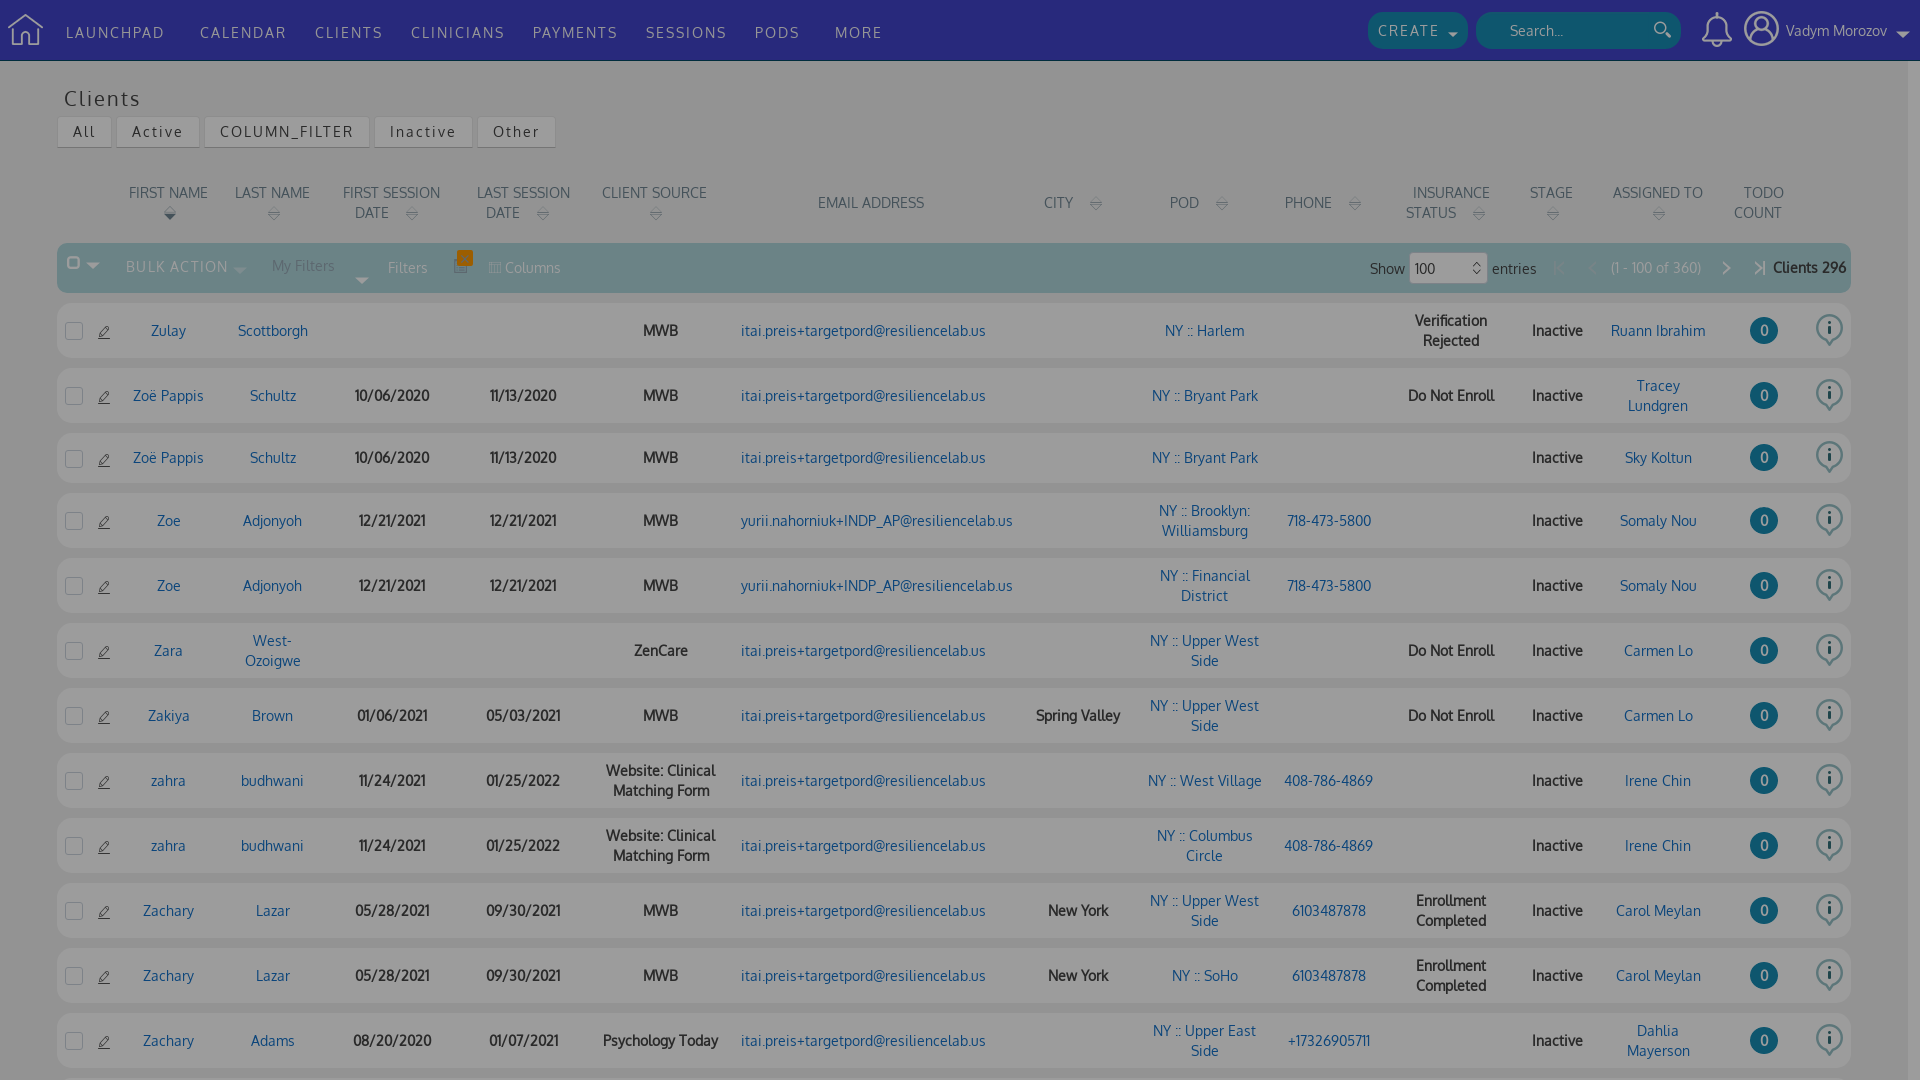 LAUNCHPAD CALENDAR CLIENTS CLINICIANS PAYMENTS SESSIONS PODS MORE CREATE Search... Vadym Morozov
Clients
All Active COLUMN_FILTER Inactive Other
FIRST NAME LAST NAME FIRST SESSION DATE LAST SESSION DATE CLIENT SOURCE EMAIL ADDRESS CITY POD PHONE INSURANCE STATUS STAGE ASSIGNED TO TODO COUNT
BULK ACTION My Filters Filters Columns Show 100 entries (1 - 100 of 360) Clients 296
Zulay Scottborgh MWB itai.preis+targetpord@resiliencelab.us NY :: Harlem Verification Rejected Inactive Ruann Ibrahim 0
Zoë Pappis Schultz 10/06/2020 11/13/2020 MWB itai.preis+targetpord@resiliencelab.us NY :: Bryant Park Do Not Enroll Inactive Tracey Lundgren 0
Zoë Pappis Schultz 10/06/2020 11/13/2020 MWB itai.preis+targetpord@resiliencelab.us NY :: Bryant Park Inactive Sky Koltun 0
Zoe Adjonyoh 12/21/2021 12/21/2021 MWB yurii.nahorniuk+INDP_AP@resiliencelab.us NY :: Brooklyn: Williamsburg 718-473-5800 Inactive Somaly Nou 0
Zoe Adjonyoh 12/21/2021 12/21/2021 MWB yurii.nahorniuk+INDP_AP@resiliencelab.us NY :: Financial District 718-473-5800 Inactive Somaly Nou 0
Zara West-Ozoigwe ZenCare itai.preis+targetpord@resiliencelab.us NY :: Upper West Side Do Not Enroll Inactive Carmen Lo 0
Zakiya Brown 01/06/2021 05/03/2021 MWB itai.preis+targetpord@resiliencelab.us Spring Valley NY :: Upper West Side Do Not Enroll Inactive Carmen Lo 0
zahra budhwani 11/24/2021 01/25/2022 Website: Clinical Matching Form itai.preis+targetpord@resiliencelab.us NY :: West Village 408-786-4869 Inactive Irene Chin 0
zahra budhwani 11/24/2021 01/25/2022 Website: Clinical Matching Form itai.preis+targetpord@resiliencelab.us NY :: Columbus Circle 408-786-4869 Inactive Irene Chin 0
Zachary Lazar 05/28/2021 09/30/2021 MWB itai.preis+targetpord@resiliencelab.us New York NY :: Upper West Side 6103487878 Enrollment Completed Inactive Carol Meylan 0
Zachary Lazar 05/28/2021 09/30/2021 MWB itai.preis+targetpord@resiliencelab.us New York NY :: SoHo 6103487878 Enrollment Completed Inactive Carol Meylan 0
Zachary Adams 08/20/2020 01/07/2021 Psychology Today itai.preis+targetpord@resiliencelab.us NY :: Upper East Side +17326905711 Inactive Dahlia Mayerson 0